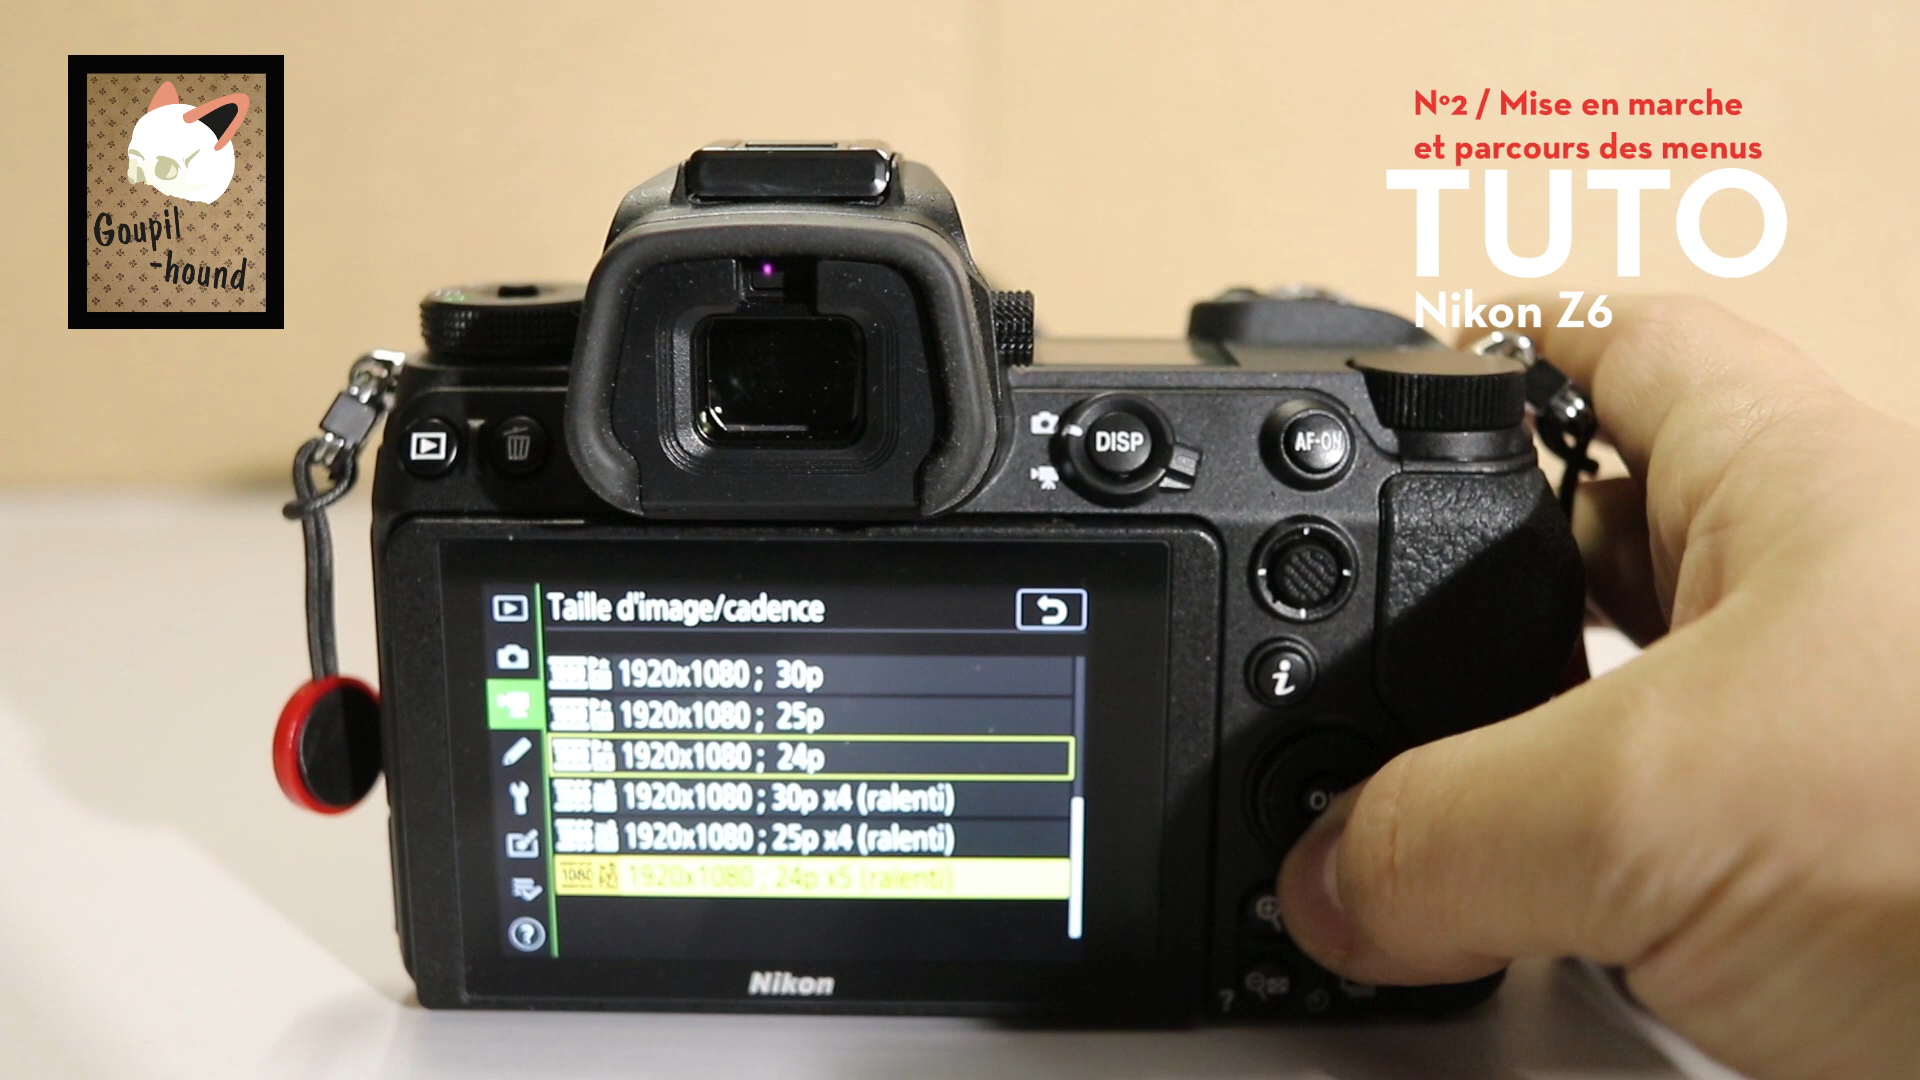 Goupil
-hound
N°2 / Mise en marche
et parcours des menus
TUTO
Nikon Z6
DISP
AF-ON
Taille d'image/cadence
1920x1080 ; 30p
1920x1080 ; 25p
1920x1080 ; 24p
1920x1080 ; 30p x4 (ralenti)
1920x1080 ; 25p x4 (ralenti)
1080 1920x1080 ; 24p x5 (ralenti)
i
?
?
Nikon